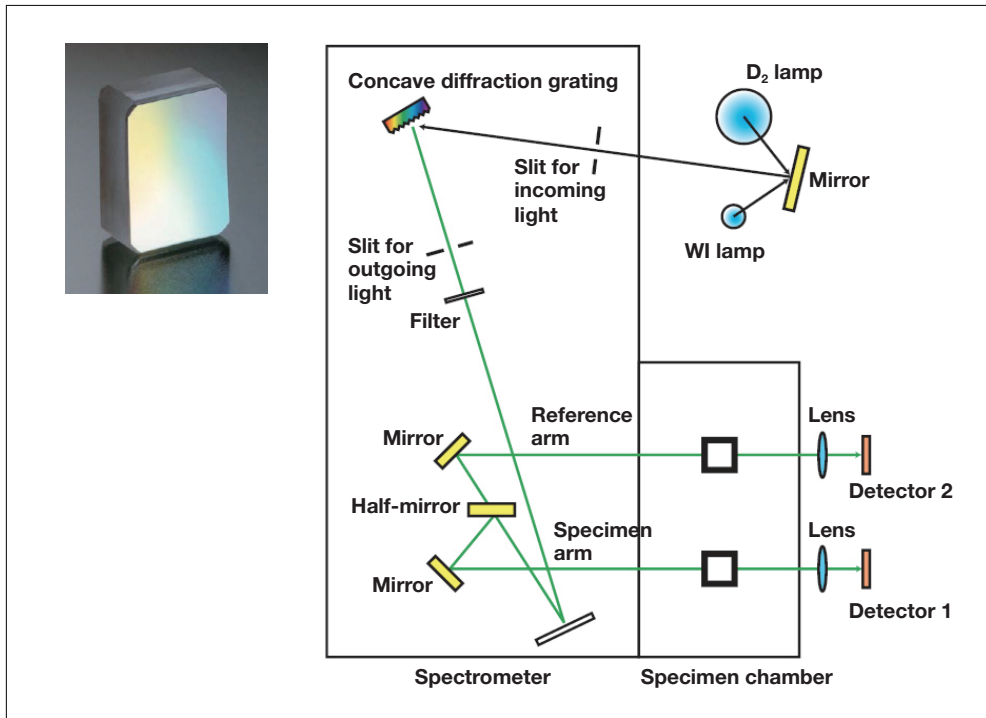 Concave diffraction grating
D₂ lamp
Slit for
incoming
light
Mirror
WI lamp
Slit for
outgoing
light
Filter
Reference
arm
Mirror
Lens
Detector 2
Half-mirror
Specimen
arm
Lens
Mirror
Detector 1
Spectrometer
Specimen chamber